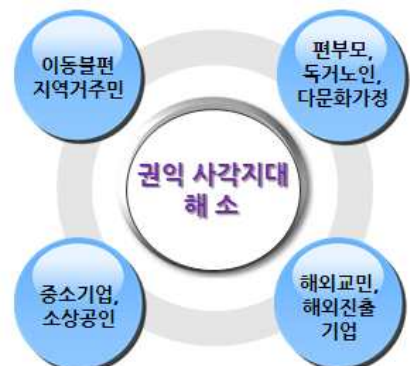 이동불편
지역거주민
편부모,
독거노인,
다문화가정
권익 사각지대
해 소
중소기업,
소상공인
해외교민,
해외진출
기업